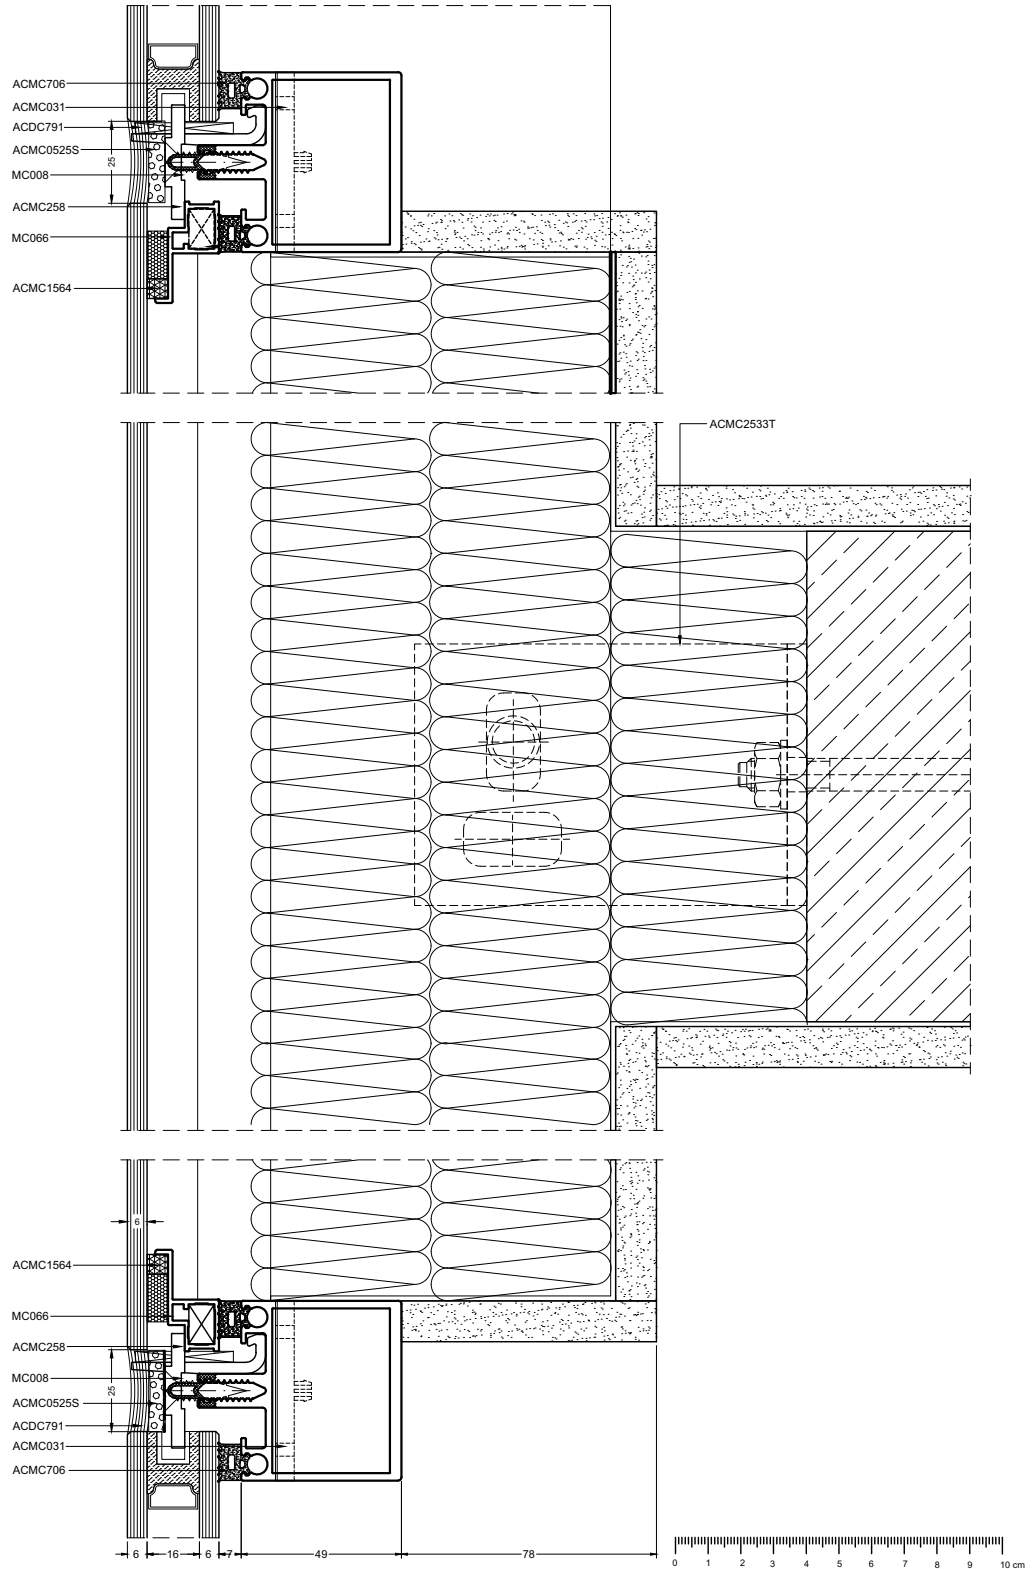 ACMC706
ACMC031
ACDC791
ACMC0525S
25
MC008
ACMC258
MC066
ACMC1564
ACMC2533T
6
ACMC1564
MC066
ACMC258
MC008
25
ACMC0525S
ACDC791
ACMC031
ACMC706
6 16 6 7 49 78
0 1 2 3 4 5 6 7 8 9 10 cm